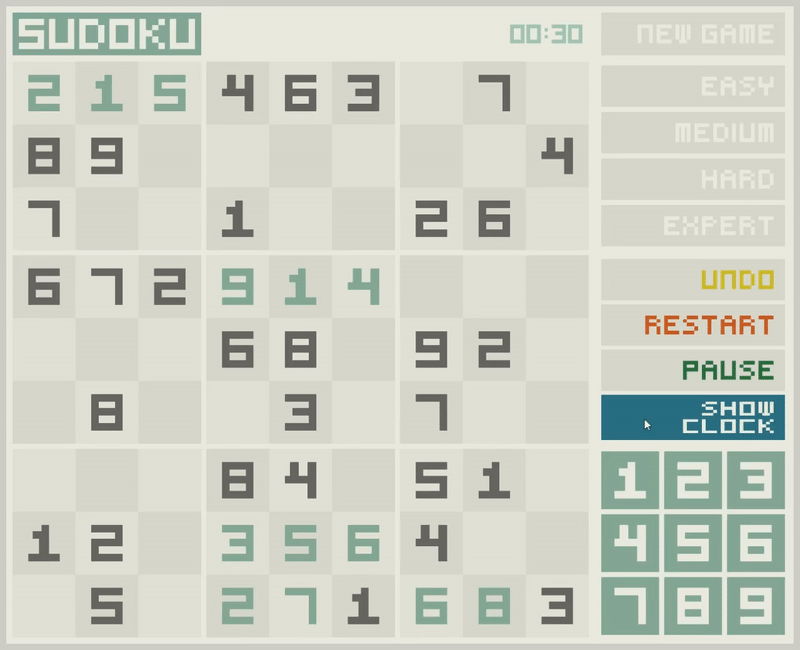 SUDOKU 00:30 NEW GAME
2 1 5 4 6 3 7 EASY
8 9 4 MEDIUM
HARD
7 1 2 6 EXPERT
6 7 2 9 1 4 UNDO
RESTART
6 8 9 2 PAUSE
8 3 7 SHOW
CLOCK
8 4 5 1 1 2 3
1 2 3 5 6 4 4 5 6
5 2 7 1 6 8 3 7 8 9